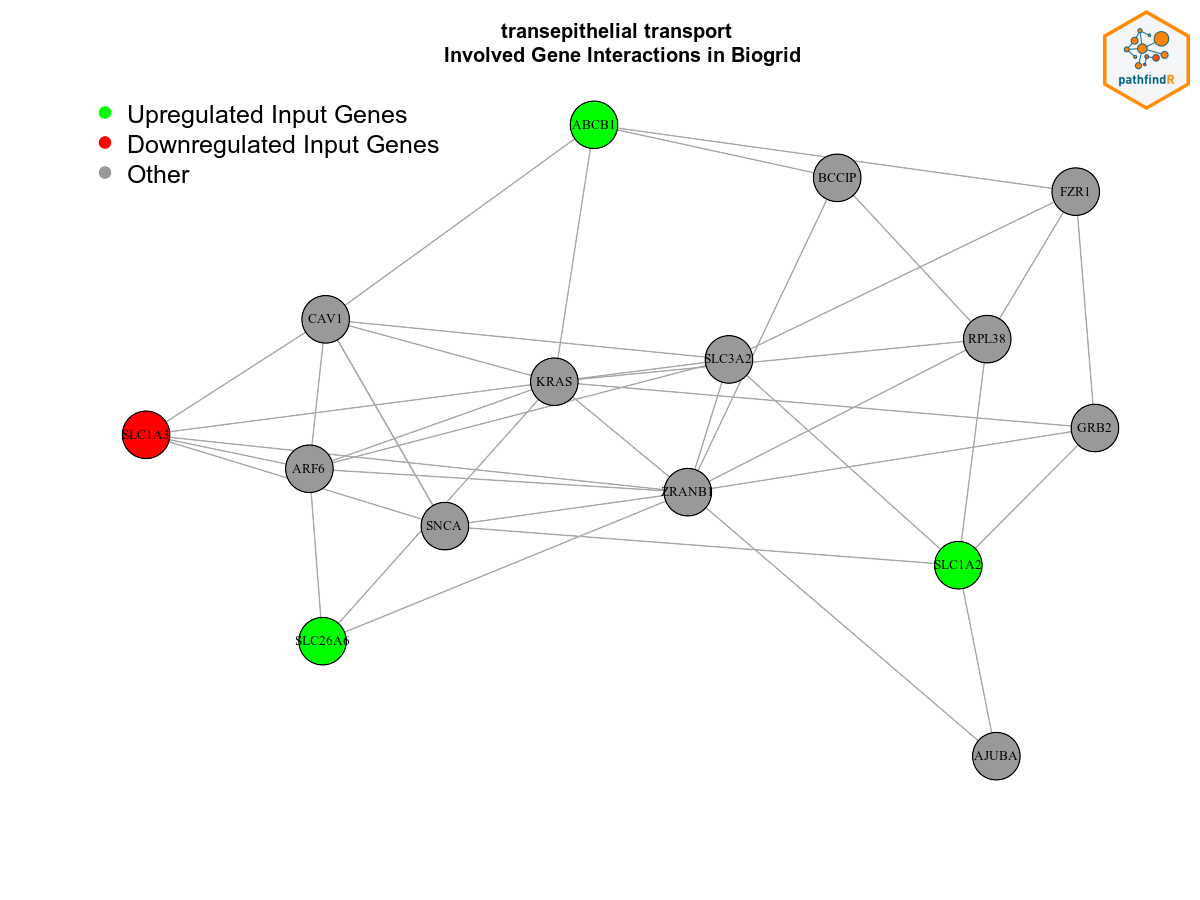 transepithelial transport
Involved Gene Interactions in Biogrid
pathfindR
Upregulated Input Genes
Downregulated Input Genes
Other
ABCB1
BCCIP
FZR1
CAV1
RPL38
SLC3A2
KRAS
GRB2
SLC1A3
ARF6
ZRANB1
SNCA
SLC1A2
SLC26A6
AJUBA